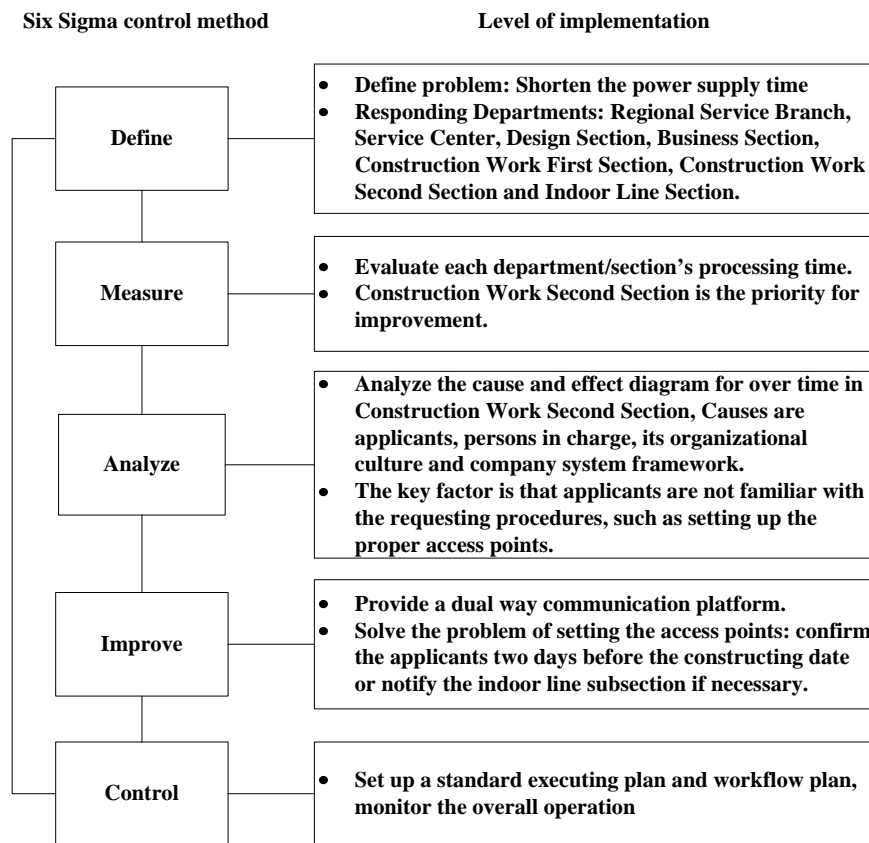 Six Sigma control method
Level of implementation
Define
• Define problem: Shorten the power supply time
• Responding Departments: Regional Service Branch,
Service Center, Design Section, Business Section,
Construction Work First Section, Construction Work
Second Section and Indoor Line Section.
Measure
• Evaluate each department/section’s processing time.
• Construction Work Second Section is the priority for
improvement.
Analyze
• Analyze the cause and effect diagram for over time in
Construction Work Second Section, Causes are
applicants, persons in charge, its organizational
culture and company system framework.
• The key factor is that applicants are not familiar with
the requesting procedures, such as setting up the
proper access points.
Improve
• Provide a dual way communication platform.
• Solve the problem of setting the access points: confirm
the applicants two days before the constructing date
or notify the indoor line subsection if necessary.
Control
• Set up a standard executing plan and workflow plan,
monitor the overall operation